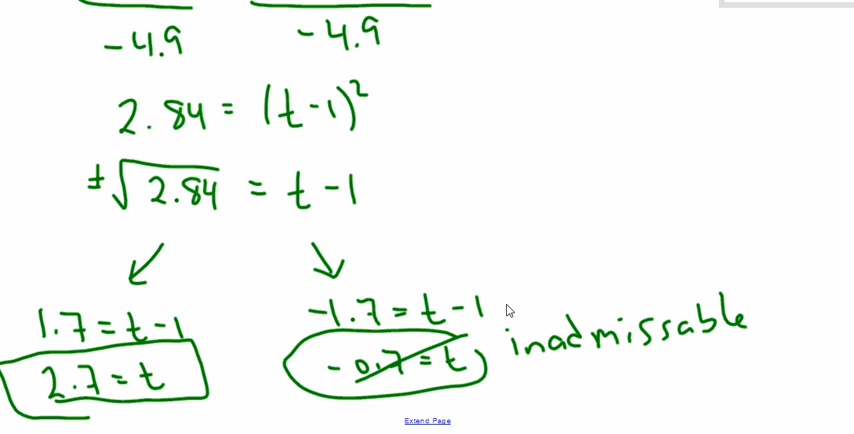 -4.9 -4.9
2.84 = (t-1)²
±√2.84 = t-1
1.7 = t-1 -1.7 = t-1
2.7 = t -0.7 = t inadmissable
Extend Page